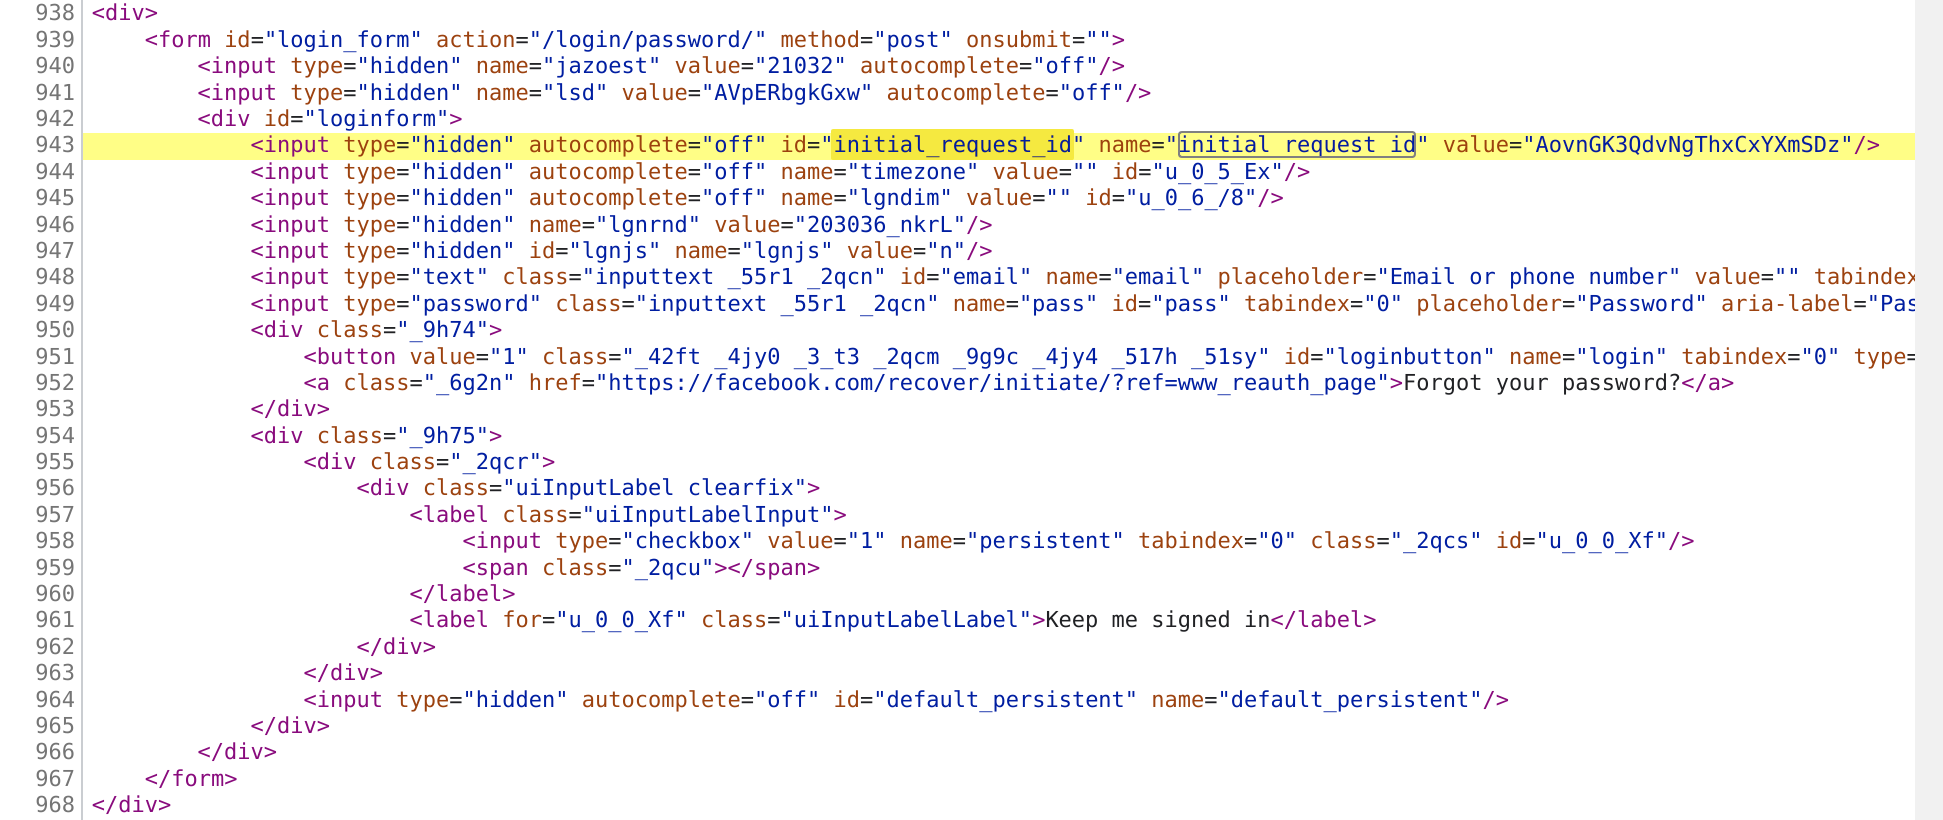 938 <div>
939 <form id="login_form" action="/login/password/" method="post" onsubmit="">
940 <input type="hidden" name="jazoest" value="21032" autocomplete="off"/>
941 <input type="hidden" name="lsd" value="AVpERbgkGxw" autocomplete="off"/>
942 <div id="loginform">
943 <input type="hidden" autocomplete="off" id="initial_request_id" name="initial_request_id" value="AovnGK3QdvNgThxCxYXmSDz"/>
944 <input type="hidden" autocomplete="off" name="timezone" value="" id="u_0_5_Ex"/>
945 <input type="hidden" autocomplete="off" name="lgndim" value="" id="u_0_6_/8"/>
946 <input type="hidden" name="lgnrnd" value="203036_nkrL"/>
947 <input type="hidden" id="lgnjs" name="lgnjs" value="n"/>
948 <input type="text" class="inputtext _55r1 _2qcn" id="email" name="email" placeholder="Email or phone number" value="" tabindex
949 <input type="password" class="inputtext _55r1 _2qcn" name="pass" id="pass" tabindex="0" placeholder="Password" aria-label="Pas
950 <div class="_9h74">
951 <button value="1" class="_42ft _4jy0 _3_t3 _2qcm _9g9c _4jy4 _517h _51sy" id="loginbutton" name="login" tabindex="0" type=
952 <a class="_6g2n" href="https://facebook.com/recover/initiate/?ref=www_reauth_page">Forgot your password?</a>
953 </div>
954 <div class="_9h75">
955 <div class="_2qcr">
956 <div class="uiInputLabel clearfix">
957 <label class="uiInputLabelInput">
958 <input type="checkbox" value="1" name="persistent" tabindex="0" class="_2qcs" id="u_0_0_Xf"/>
959 <span class="_2qcu"></span>
960 </label>
961 <label for="u_0_0_Xf" class="uiInputLabelLabel">Keep me signed in</label>
962 </div>
963 </div>
964 <input type="hidden" autocomplete="off" id="default_persistent" name="default_persistent"/>
965 </div>
966 </div>
967 </form>
968 </div>